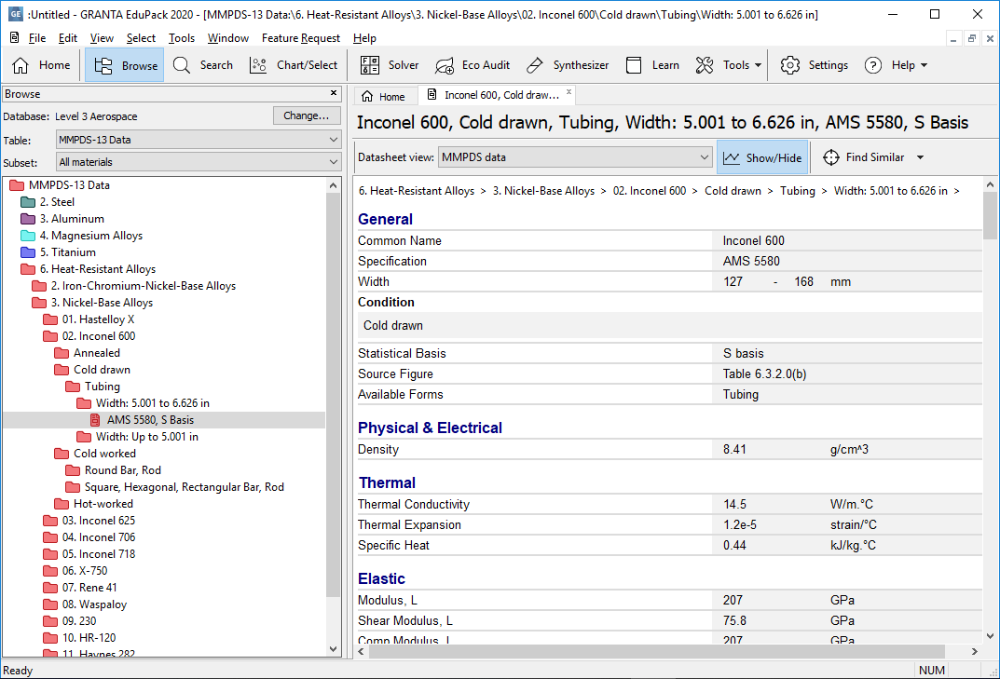 GE :Untitled - GRANTA EduPack 2020 - [MMPDS-13 Data:\6. Heat-Resistant Alloys\3. Nickel-Base Alloys\02. Inconel 600\Cold drawn\Tubing\Width: 5.001 to 6.626 in]
File Edit View Select Tools Window Feature Request Help
Home Browse Search Chart/Select Solver Eco Audit Synthesizer Learn Tools Settings Help
Browse
Database: Level 3 Aerospace Change...
Table: MMPDS-13 Data
Subset: All materials
MMPDS-13 Data
2. Steel
3. Aluminum
4. Magnesium Alloys
5. Titanium
6. Heat-Resistant Alloys
2. Iron-Chromium-Nickel-Base Alloys
3. Nickel-Base Alloys
01. Hastelloy X
02. Inconel 600
Annealed
Cold drawn
Tubing
Width: 5.001 to 6.626 in
AMS 5580, S Basis
Width: Up to 5.001 in
Cold worked
Round Bar, Rod
Square, Hexagonal, Rectangular Bar, Rod
Hot-worked
03. Inconel 625
04. Inconel 706
05. Inconel 718
06. X-750
07. Rene 41
08. Waspaloy
09. 230
10. HR-120
11. Haynes 282
Home Inconel 600, Cold draw...
Inconel 600, Cold drawn, Tubing, Width: 5.001 to 6.626 in, AMS 5580, S Basis
Datasheet view: MMPDS data Show/Hide Find Similar
6. Heat-Resistant Alloys > 3. Nickel-Base Alloys > 02. Inconel 600 > Cold drawn > Tubing > Width: 5.001 to 6.626 in >
General
Common Name Inconel 600
Specification AMS 5580
Width 127 - 168 mm
Condition
Cold drawn
Statistical Basis S basis
Source Figure Table 6.3.2.0(b)
Available Forms Tubing
Physical & Electrical
Density 8.41 g/cm^3
Thermal
Thermal Conductivity 14.5 W/m.°C
Thermal Expansion 1.2e-5 strain/°C
Specific Heat 0.44 kJ/kg.°C
Elastic
Modulus, L 207 GPa
Shear Modulus, L 75.8 GPa
Comp Modulus, L 207 GPa
Ready NUM